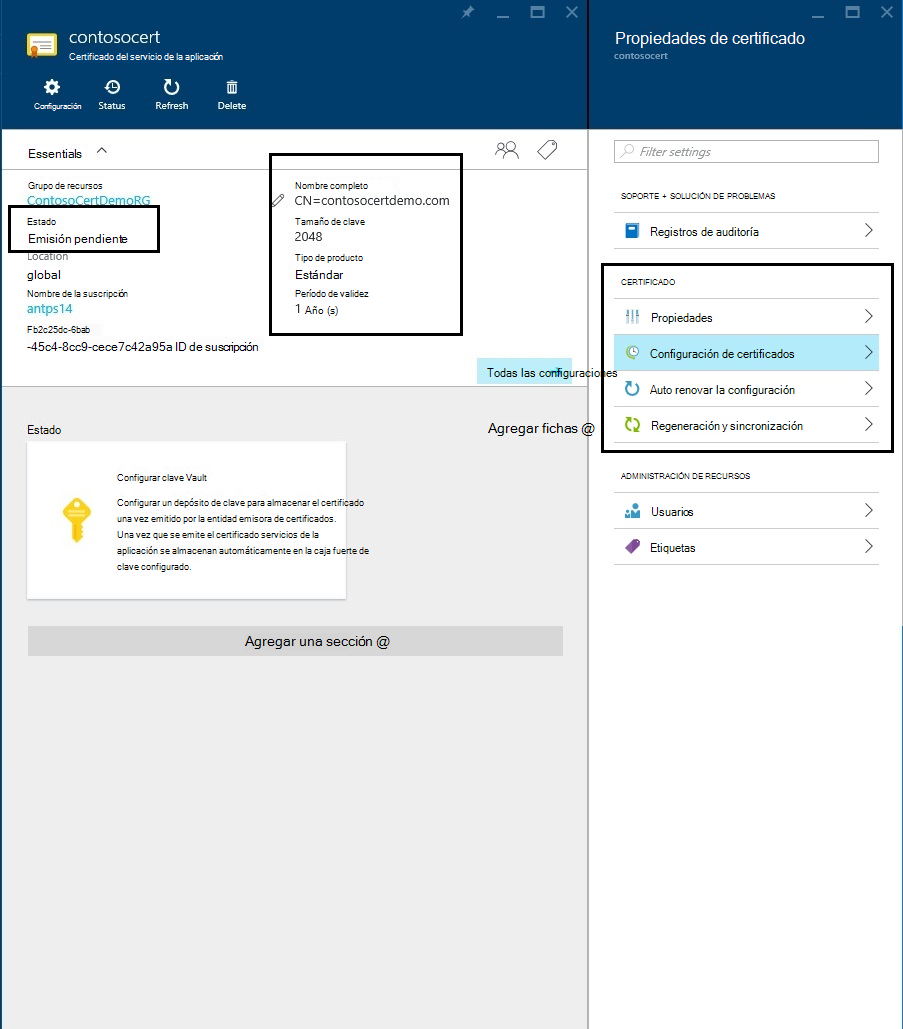 contosocert
Certificado del servicio de la aplicación
Configuración
Status
Refresh
Delete
Essentials
Grupo de recursos
ContosoCertDemoRG
Estado
Emisión pendiente
Location
global
Nombre de la suscripción
antps14
Fb2c25dc-6bab
-45c4-8cc9-cece7c42a95a ID de suscripción
Nombre completo
CN=contosocertdemo.com
Tamaño de clave
2048
Tipo de producto
Estándar
Período de validez
1 Año (s)
Todas las configuraciones
Estado
Agregar fichas @
Configurar clave Vault
Configurar un depósito de clave para almacenar el certificado
una vez emitido por la entidad emisora de certificados.
Una vez que se emite el certificado servicios de la
aplicación se almacenan automáticamente en la caja fuerte de
clave configurado.
Agregar una sección @
Propiedades de certificado
contosocert
Filter settings
SOPORTE + SOLUCIÓN DE PROBLEMAS
Registros de auditoría
CERTIFICADO
Propiedades
Configuración de certificados
Auto renovar la configuración
Regeneración y sincronización
ADMINISTRACIÓN DE RECURSOS
Usuarios
Etiquetas